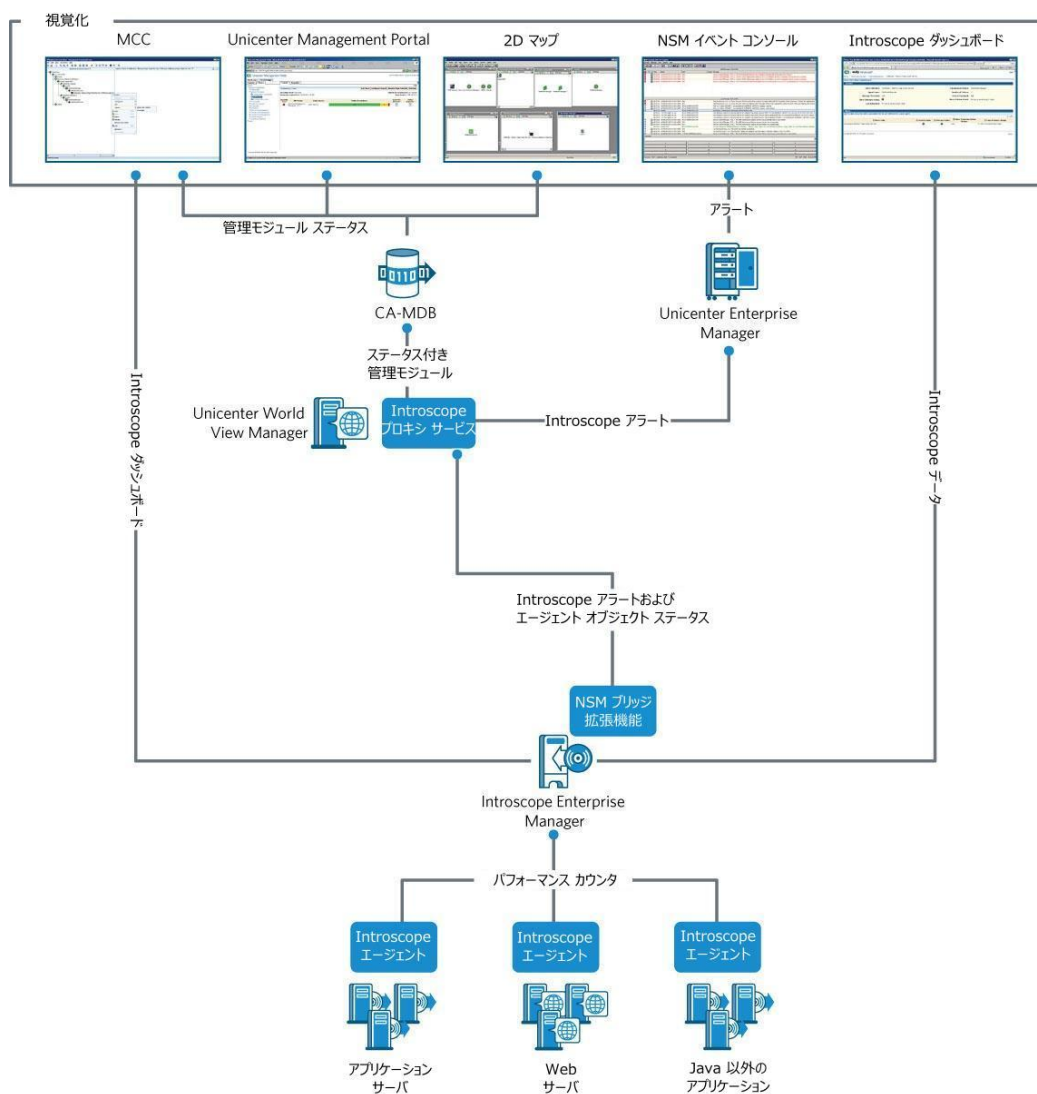 視覚化
MCC
Unicenter Management Portal
2D マップ
NSM イベント コンソール
Introscope ダッシュボード
管理モジュール ステータス
アラート
CA-MDB
Unicenter Enterprise
Manager
ステータス付き
管理モジュール
Unicenter World
View Manager
Introscope
プロキシ サービス
Introscope アラート
Introscope ダッシュボード
Introscope データ
Introscope アラートおよび
エージェント オブジェクト ステータス
NSM ブリッジ
拡張機能
Introscope Enterprise
Manager
パフォーマンス カウンタ
Introscope
エージェント
Introscope
エージェント
Introscope
エージェント
アプリケーション
サーバ
Web
サーバ
Java 以外の
アプリケーション